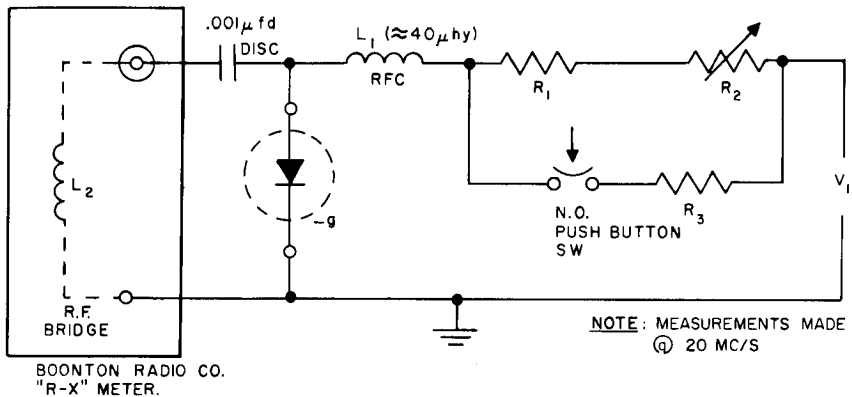 .001μfd
DISC
L1 (≈40μhy)
RFC
R1
R2
L2
-g
N.O.
PUSH BUTTON
SW
R3
V1
R.F.
BRIDGE
NOTE: MEASUREMENTS MADE
@ 20 MC/S
BOONTON RADIO CO.
"R-X" METER.